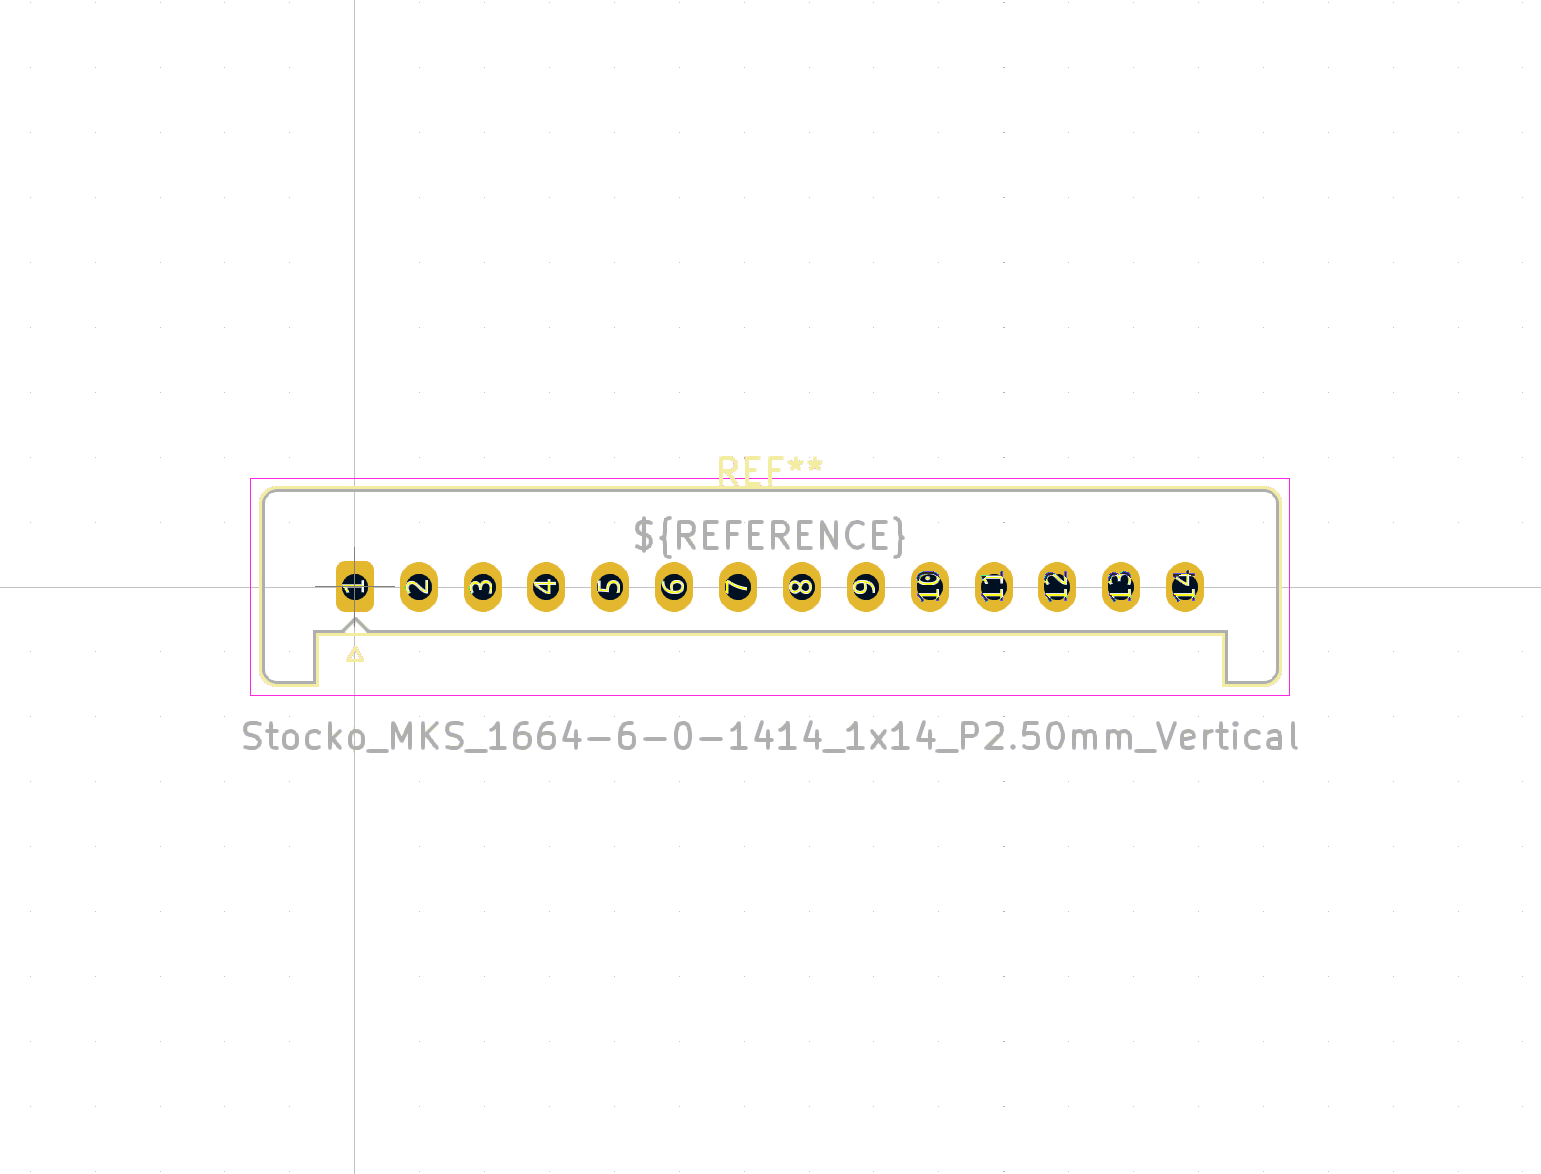 REF**
${REFERENCE}
1 2 3 4 5 6 7 8 9 10 11 12 13 14
Stocko_MKS_1664-6-0-1414_1x14_P2.50mm_Vertical